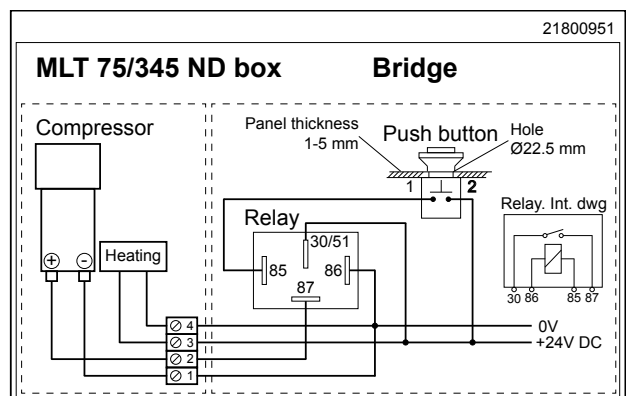 21800951
MLT 75/345 ND box
Bridge
Compressor
Panel thickness
1-5 mm
Push button
Hole
Ø22.5 mm
1
2
Relay. Int. dwg
Relay
30/51
Heating
85
86
87
+
-
30 86 85 87
4
0V
3
+24V DC
2
1